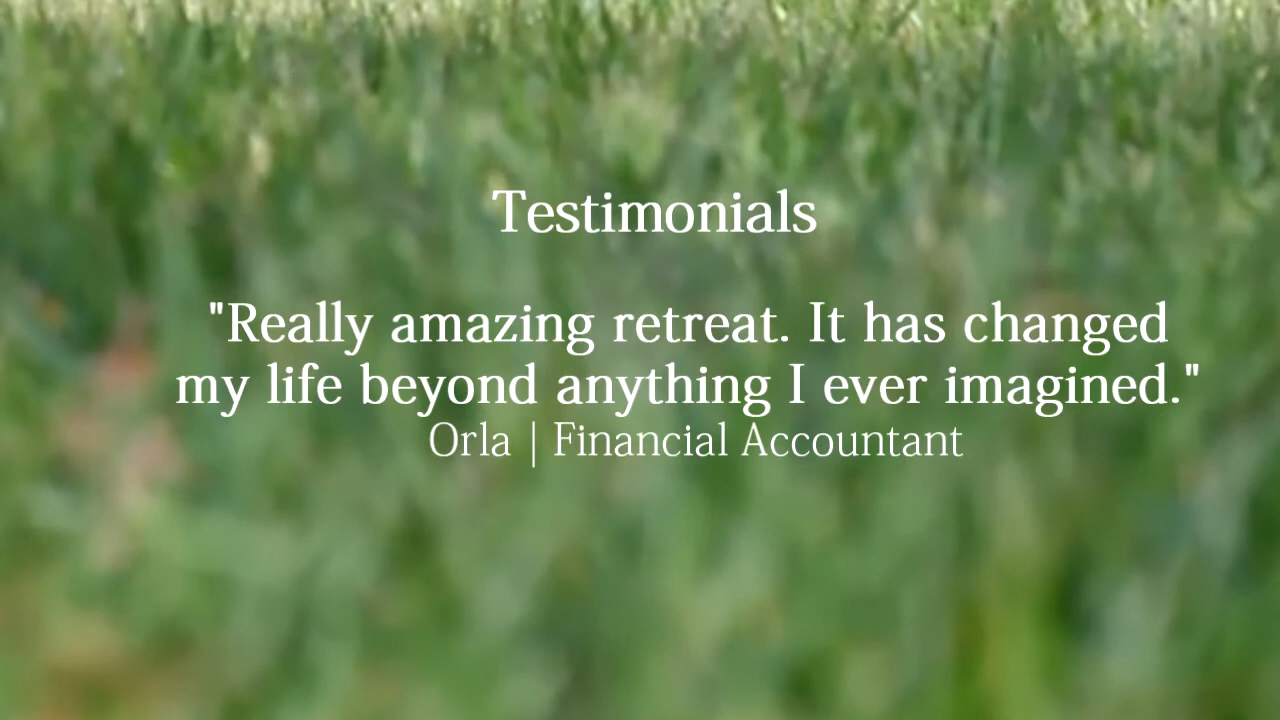 Testimonials
"Really amazing retreat. It has changed
my life beyond anything I ever imagined."
Orla | Financial Accountant